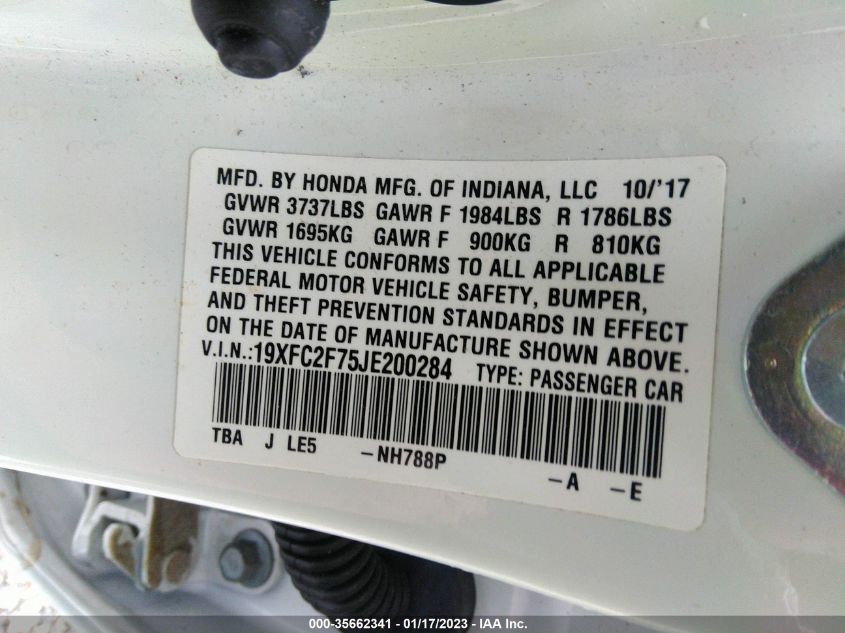 MFD. BY HONDA MFG. OF INDIANA, LLC 10/'17
GVWR 3737LBS GAWR F 1984LBS R 1786LBS
GVWR 1695KG GAWR F 900KG R 810KG
THIS VEHICLE CONFORMS TO ALL APPLICABLE
FEDERAL MOTOR VEHICLE SAFETY, BUMPER,
AND THEFT PREVENTION STANDARDS IN EFFECT
ON THE DATE OF MANUFACTURE SHOWN ABOVE.
V.I.N.:19XFC2F75JE200284 TYPE: PASSENGER CAR
TBA J LE5 -NH788P -A -E
000-35662341 - 01/17/2023 - IAA Inc.